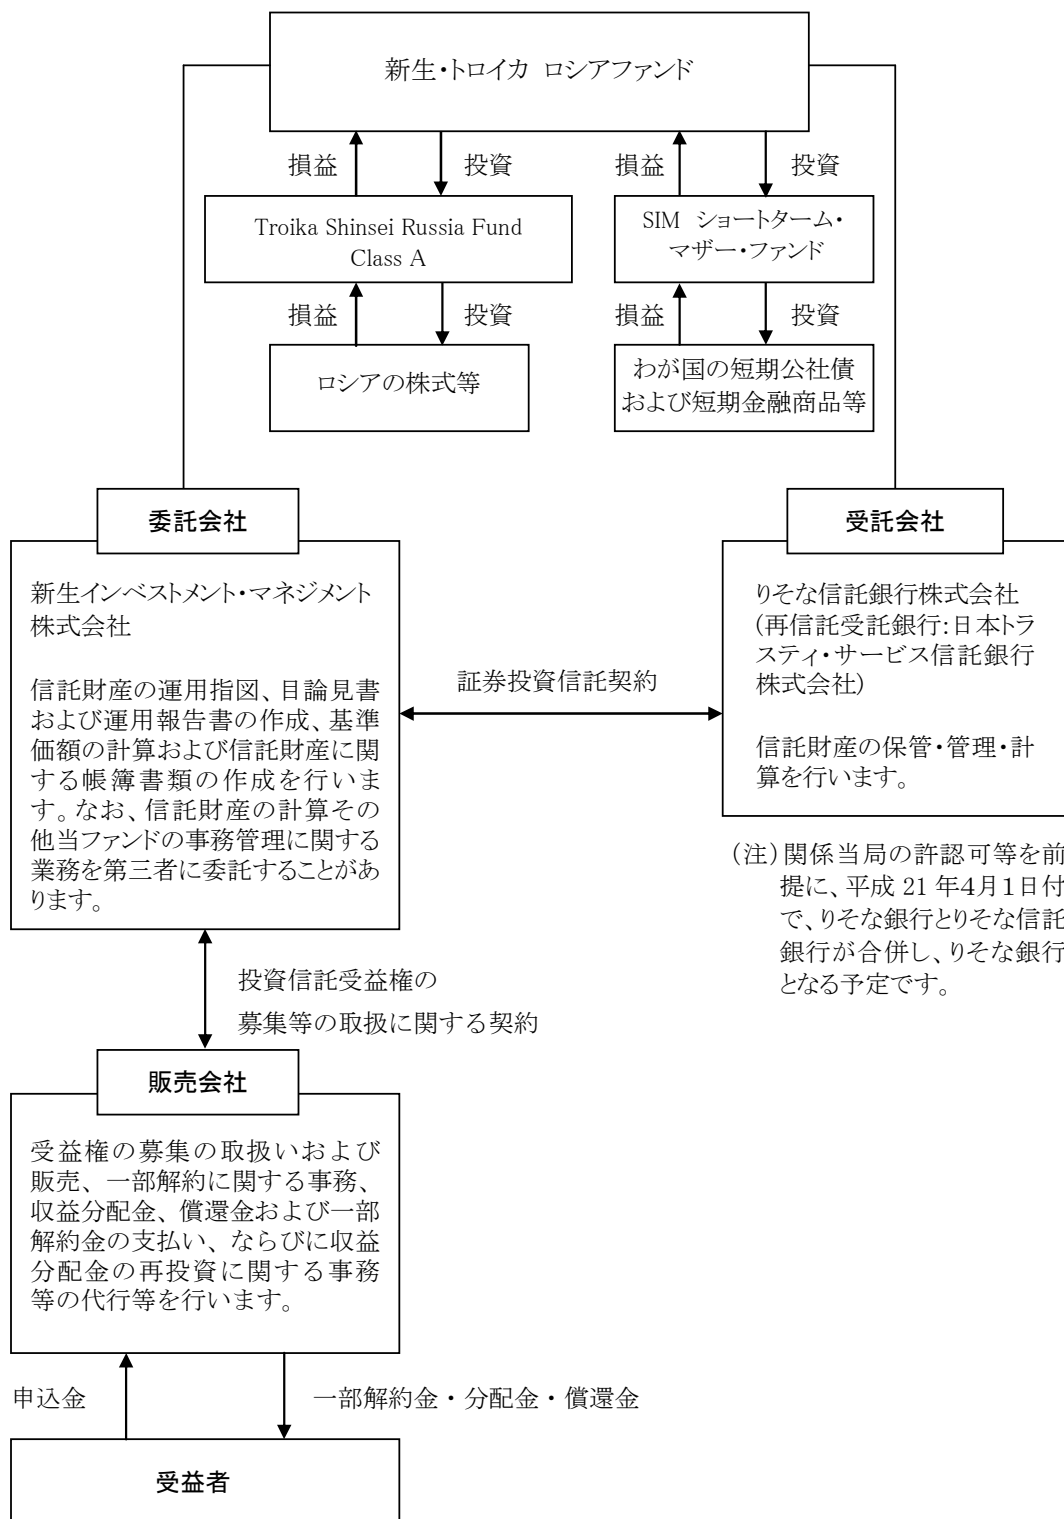 新生・トロイカ ロシアファンド
損益
投資
損益
投資
Troika Shinsei Russia Fund
Class A
SIM ショートターム・
マザー・ファンド
損益
投資
損益
投資
ロシアの株式等
わが国の短期公社債
および短期金融商品等
委託会社
新生インベストメント・マネジメント
株式会社
信託財産の運用指図、目論見書
および運用報告書の作成、基準
価額の計算および信託財産に関
する帳簿書類の作成を行いま
す。なお、信託財産の計算その
他当ファンドの事務管理に関する
業務を第三者に委託することがあ
ります。
証券投資信託契約
受託会社
りそな信託銀行株式会社
(再信託受託銀行:日本トラ
スティ・サービス信託銀行
株式会社)
信託財産の保管・管理・計
算を行います。
(注)関係当局の許認可等を前
提に、平成 21 年4月1日付
で、りそな銀行とりそな信託
銀行が合併し、りそな銀行
となる予定です。
投資信託受益権の
募集等の取扱に関する契約
販売会社
受益権の募集の取扱いおよび
販売、一部解約に関する事務、
収益分配金、償還金および一部
解約金の支払い、ならびに収益
分配金の再投資に関する事務
等の代行等を行います。
申込金
一部解約金・分配金・償還金
受益者